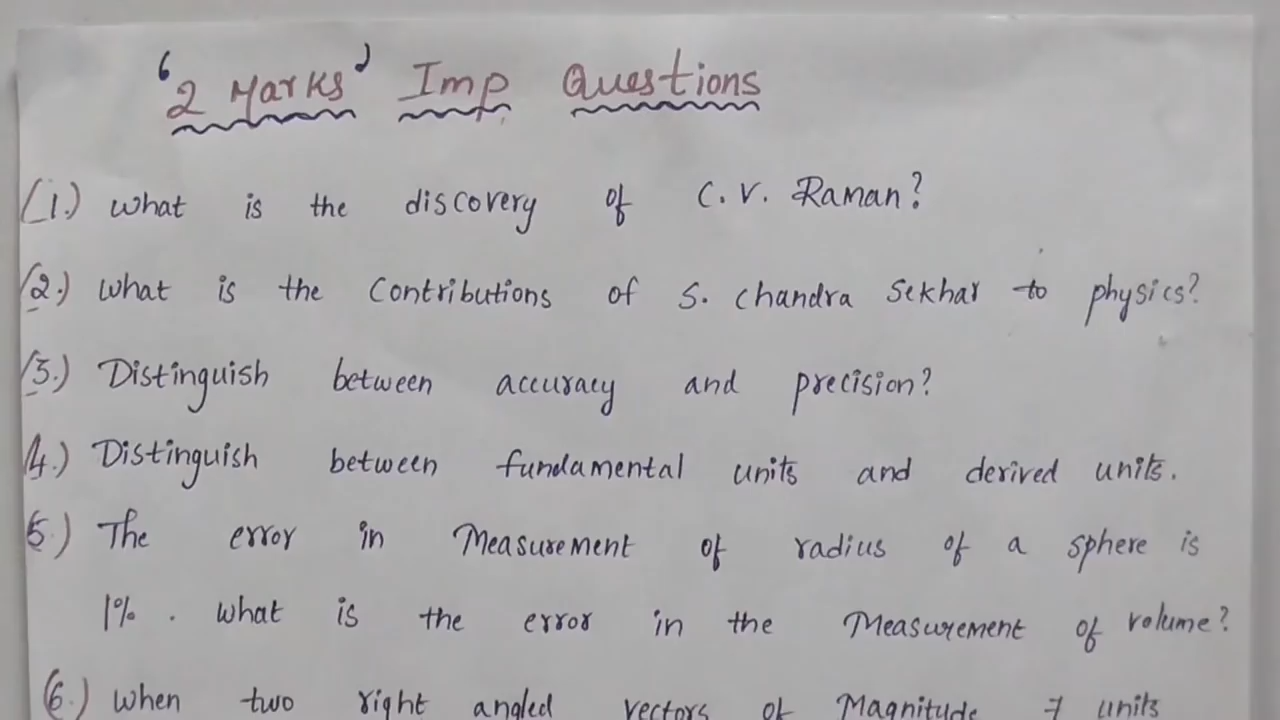 '2 Marks' Imp Questions
(1.) What is the discovery of C. V. Raman?
(2.) What is the Contributions of S. Chandra Sekhar to physics?
(3.) Distinguish between accuracy and precision?
(4.) Distinguish between fundamental units and derived units.
(5.) The error in Measurement of radius of a sphere is
1%. What is the error in the Measurement of volume?
(6.) When two right angled vectors of Magnitude 7 units